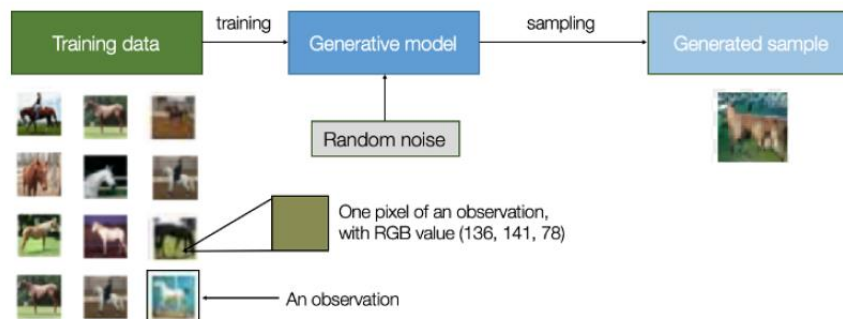 Training data
training
Generative model
sampling
Generated sample
Random noise
One pixel of an observation,
with RGB value (136, 141, 78)
An observation